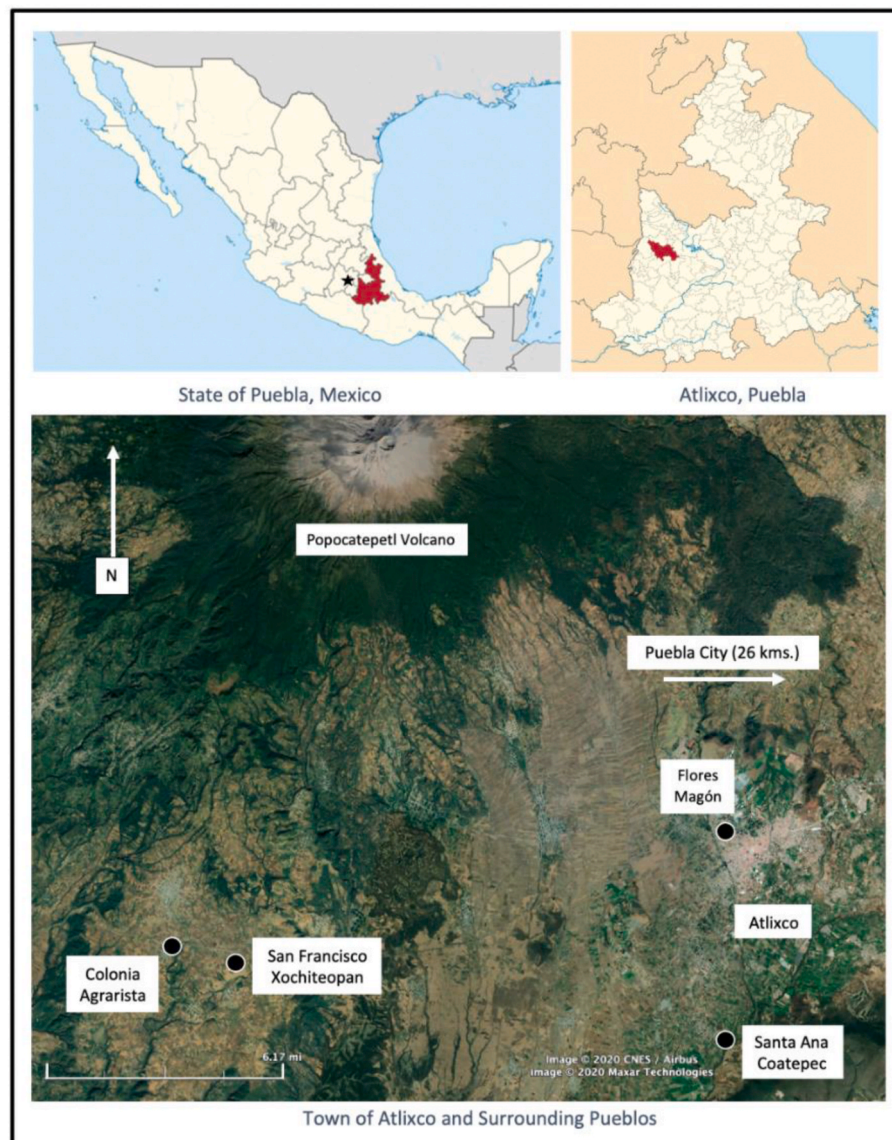 State of Puebla, Mexico
Atlixco, Puebla
Popocatepetl Volcano
N
Puebla City (26 kms.)
Flores
Magón
Atlixco
San Francisco
Xochiteopan
Colonia
Agrarista
Santa Ana
Coatepec
6.17 mi
Image © 2020 CNES / Airbus
image © 2020 Maxar Technologies
Town of Atlixco and Surrounding Pueblos